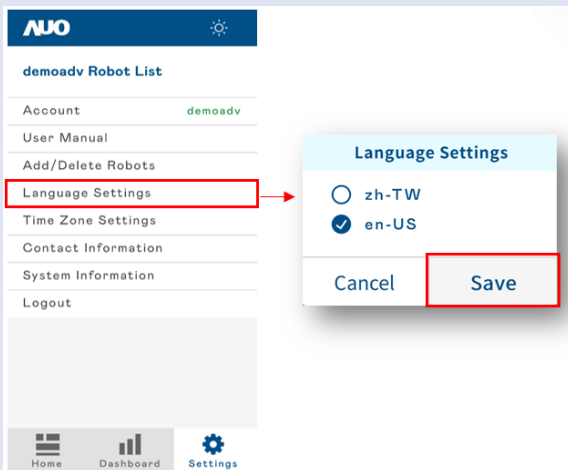 AUO
demoadv Robot List
Account demoadv
User Manual
Add/Delete Robots
Language Settings
Time Zone Settings
Contact Information
System Information
Logout
Home Dashboard Settings
Language Settings
zh-TW
en-US
Cancel Save